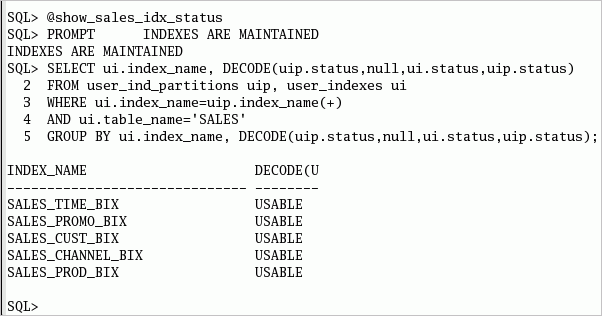 SQL> @show_sales_idx_status
SQL> PROMPT      INDEXES ARE MAINTAINED
INDEXES ARE MAINTAINED
SQL> SELECT ui.index_name, DECODE(uip.status,null,ui.status,uip.status)
  2  FROM user_ind_partitions uip, user_indexes ui
  3  WHERE ui.index_name=uip.index_name(+)
  4  AND ui.table_name='SALES'
  5  GROUP BY ui.index_name, DECODE(uip.status,null,ui.status,uip.status);
INDEX_NAME                     DECODE(U
------------------------------ --------
SALES_TIME_BIX                 USABLE
SALES_PROMO_BIX                USABLE
SALES_CUST_BIX                 USABLE
SALES_CHANNEL_BIX              USABLE
SALES_PROD_BIX                 USABLE
SQL>